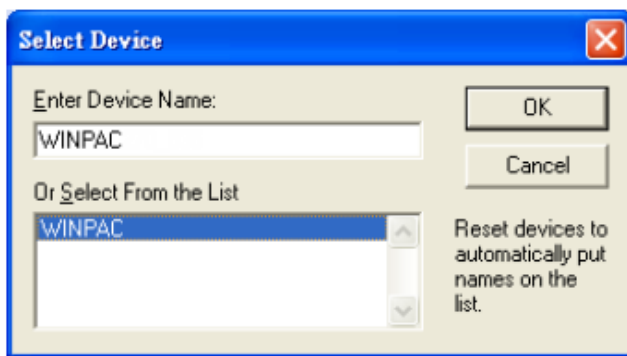 Select Device
Enter Device Name:
OK
WINPAC
Cancel
Or Select From the List
WINPAC
Reset devices to
automatically put
names on the
list.